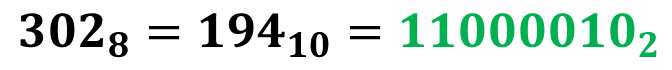 302₈ = 194₁₀ = 11000010₂